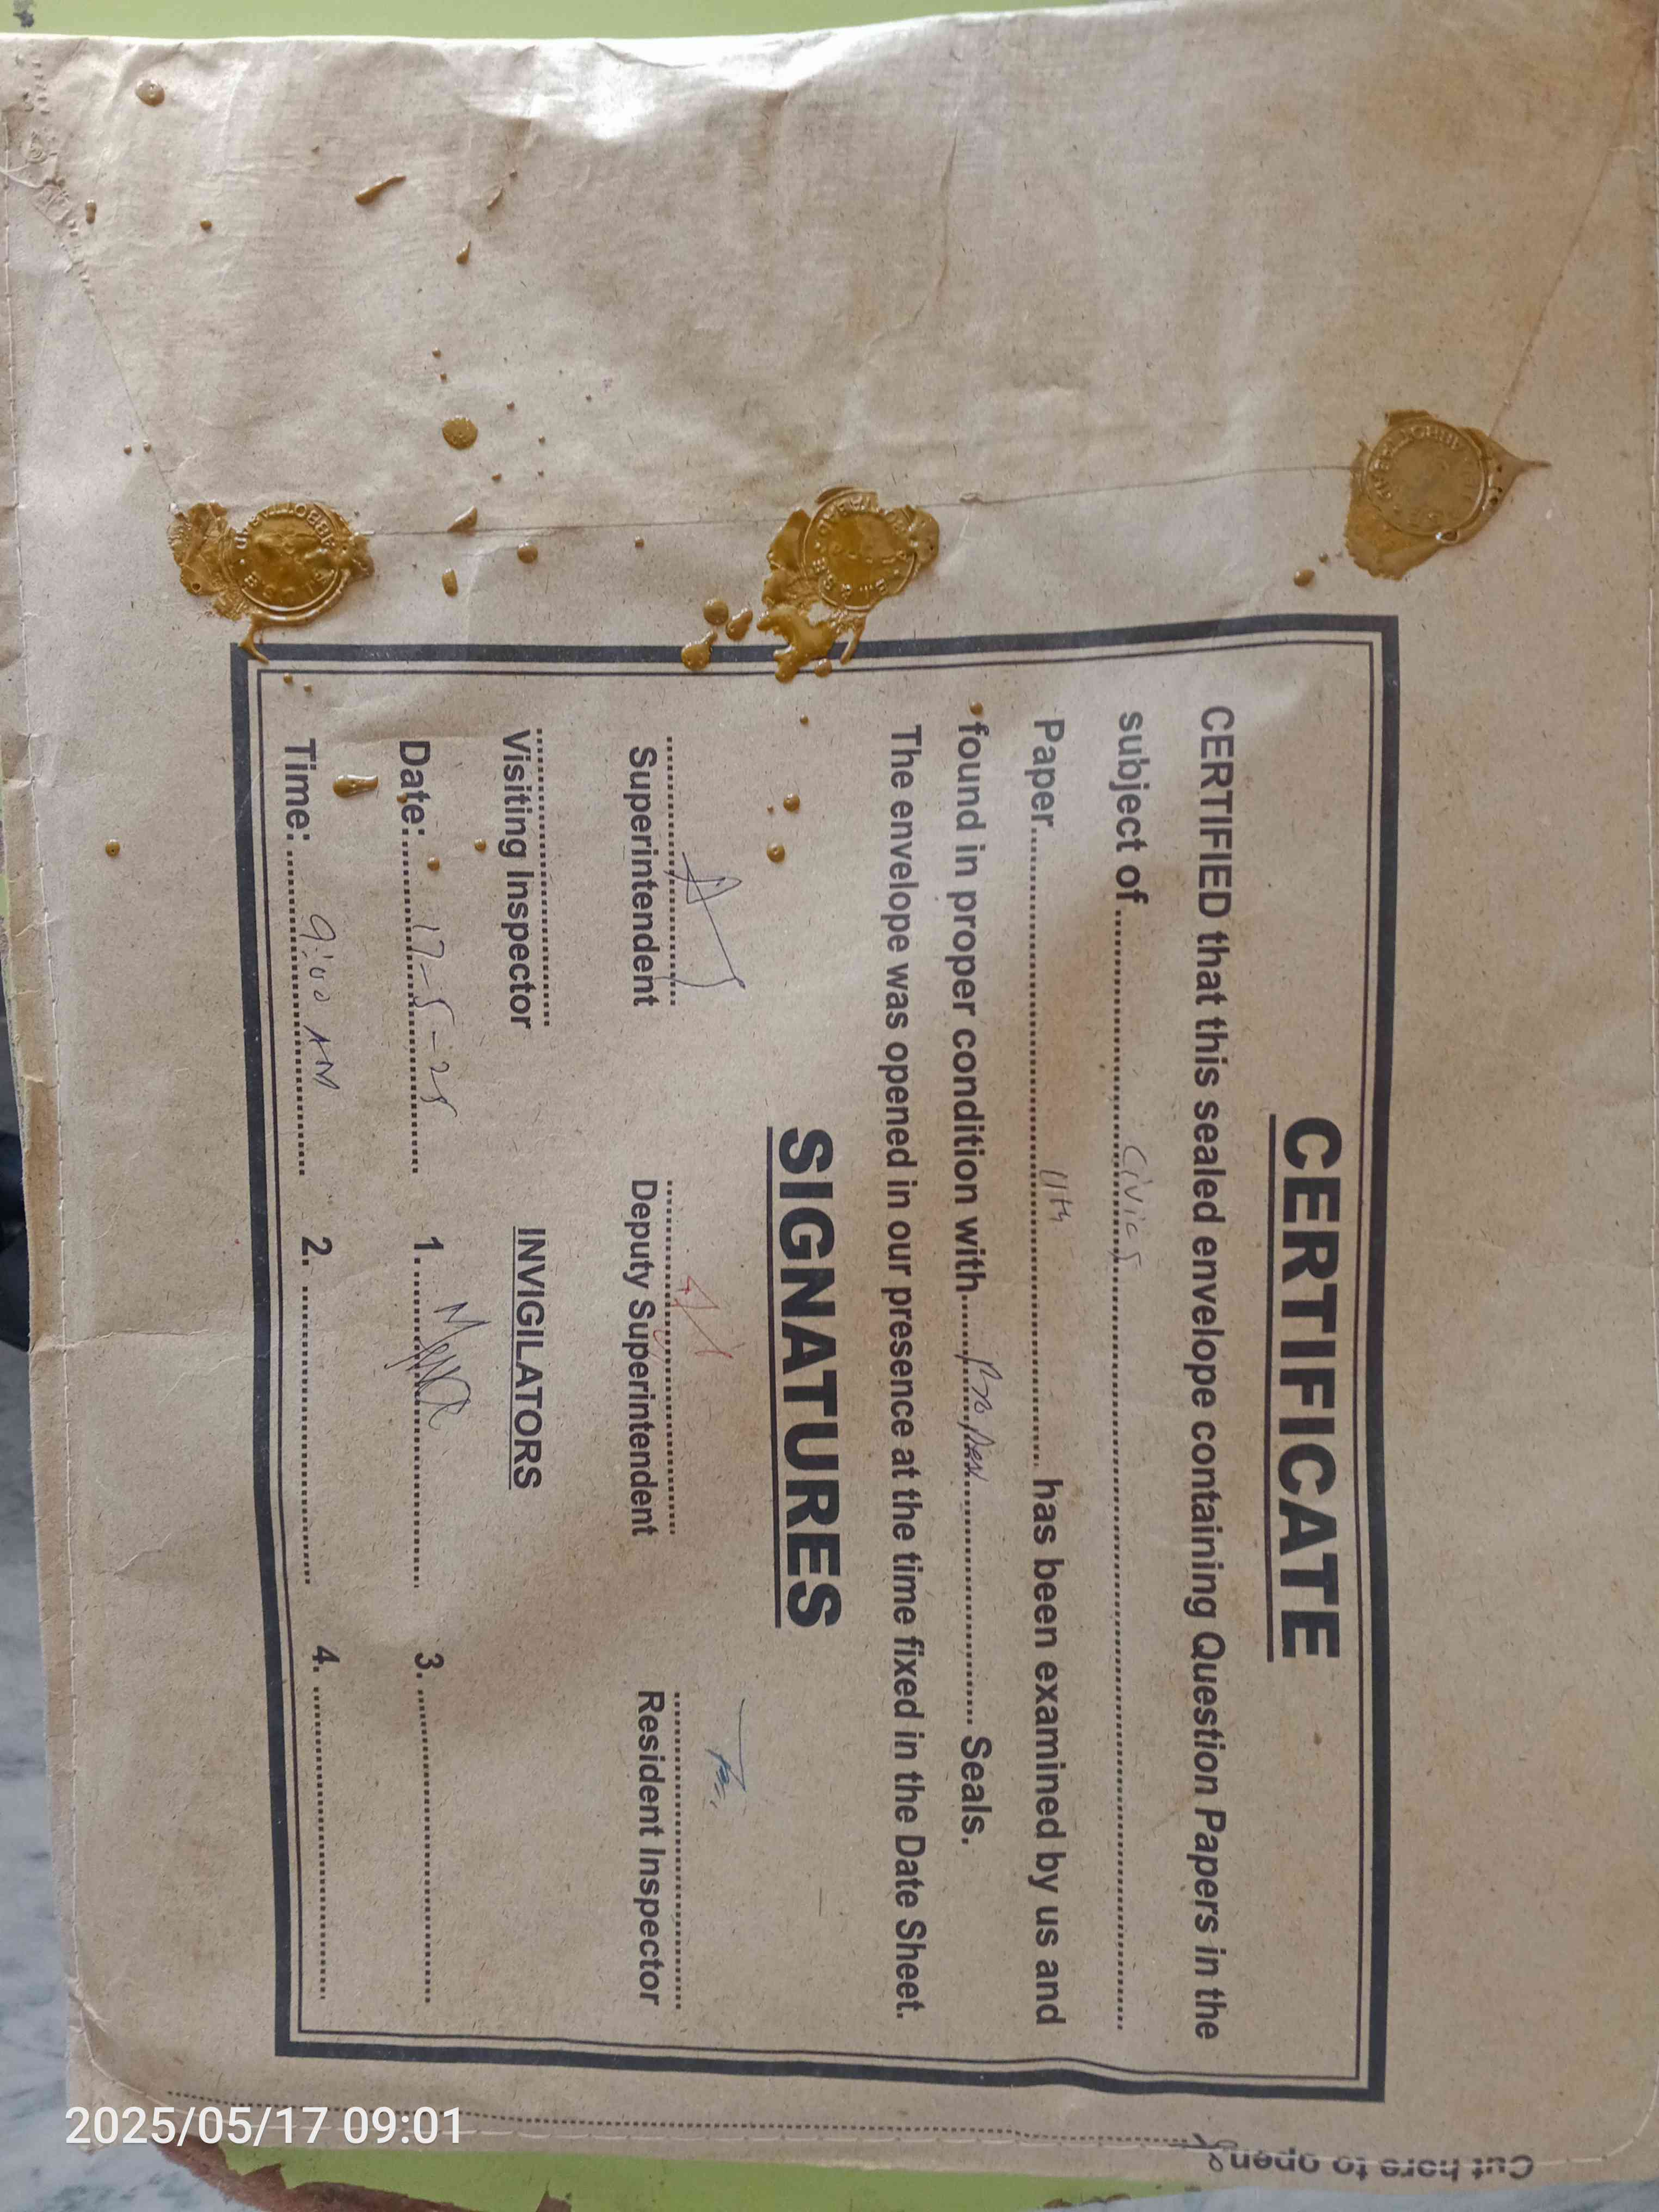 CERTIFICATE
CERTIFIED that this sealed envelope containing Question Papers in the
subject of.......... Civics ..........
Paper.......... 11th .......... has been examined by us and
found in proper condition with.......... Proper .......... Seals.
The envelope was opened in our presence at the time fixed in the Date Sheet.
SIGNATURES
Superintendent Deputy Superintendent Resident Inspector
Visiting Inspector INVIGILATORS
Date: 17-5-25 1. 3.
Time: 9:00 AM 2. 4.
Cut here to open
2025/05/17 09:01